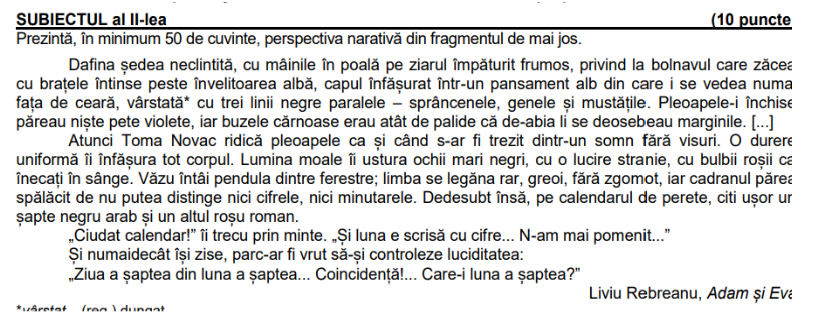 SUBIECTUL al II-lea (10 puncte
Prezintă, în minimum 50 de cuvinte, perspectiva narativă din fragmentul de mai jos.
Dafina ședea neclintită, cu mâinile în poală pe ziarul împăturit frumos, privind la bolnavul care zăcea
cu brațele întinse peste învelitoarea albă, capul înfășurat într-un pansament alb din care i se vedea numa
fața de ceară, vârstată* cu trei linii negre paralele – sprâncenele, genele și mustățile. Pleoapele-i închise
păreau niște pete violete, iar buzele cărnoase erau atât de palide că de-abia li se deosebeau marginile. [...]
Atunci Toma Novac ridică pleoapele ca și când s-ar fi trezit dintr-un somn fără visuri. O durere
uniformă îi înfășura tot corpul. Lumina moale îi ustura ochii mari negri, cu o lucire stranie, cu bulbii roșii ca
înecați în sânge. Văzu întâi pendula dintre ferestre; limba se legăna rar, greoi, fără zgomot, iar cadranul părea
spălăcit de nu putea distinge nici cifrele, nici minutarele. Dedesubt însă, pe calendarul de perete, citi ușor un
șapte negru arab și un altul roșu roman.
„Ciudat calendar!” îi trecu prin minte. „Și luna e scrisă cu cifre... N-am mai pomenit...”
Și numaidecât își zise, parc-ar fi vrut să-și controleze luciditatea:
„Ziua a șaptea din luna a șaptea... Coincidență!... Care-i luna a șaptea?”
Liviu Rebreanu, Adam și Eva
*vârstat (reg.) dungat